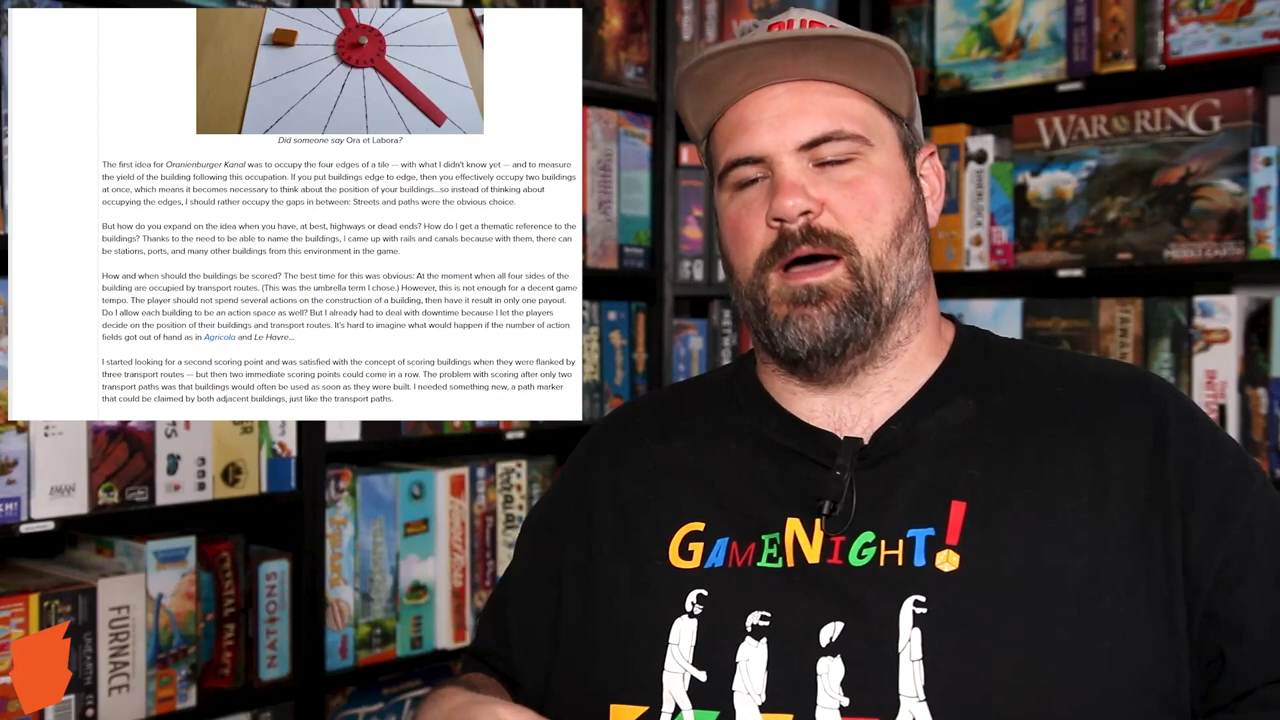 Did someone say Ora et Labora?
The first idea for Oranienburger Kanal was to occupy the four edges of a tile — with what I didn't know yet — and to measure
the yield of the building following this occupation. If you put buildings edge to edge, then you effectively occupy two buildings
at once, which means it becomes necessary to think about the position of your buildings...so instead of thinking about
occupying the edges, I should rather occupy the gaps in between: Streets and paths were the obvious choice.
But how do you expand on the idea when you have, at best, highways or dead ends? How do I get a thematic reference to the
buildings? Thanks to the need to be able to name the buildings, I came up with rails and canals because with them, there can
be stations, ports, and many other buildings from this environment in the game.
How and when should the buildings be scored? The best time for this was obvious: At the moment when all four sides of the
building are occupied by transport routes. (This was the umbrella term I chose.) However, this is not enough for a decent game
tempo. The player should not spend several actions on the construction of a building, then have it result in only one payout.
Do I allow each building to be an action space as well? But I already had to deal with downtime because I let the players
decide on the position of their buildings and transport routes. It's hard to imagine what would happen if the number of action
fields got out of hand as in Agricola and Le Havre...
I started looking for a second scoring point and was satisfied with the concept of scoring buildings when they were flanked by
three transport routes — but then two immediate scoring points could come in a row. The problem with scoring after only two
transport paths was that buildings would often be used as soon as they were built. I needed something new, a path marker
that could be claimed by both adjacent buildings, just like the transport paths.
WAR OF THE RING
GAMENIGHT!
FURNACE
CRYSTAL PALACE
NATIONS
UNEARTH